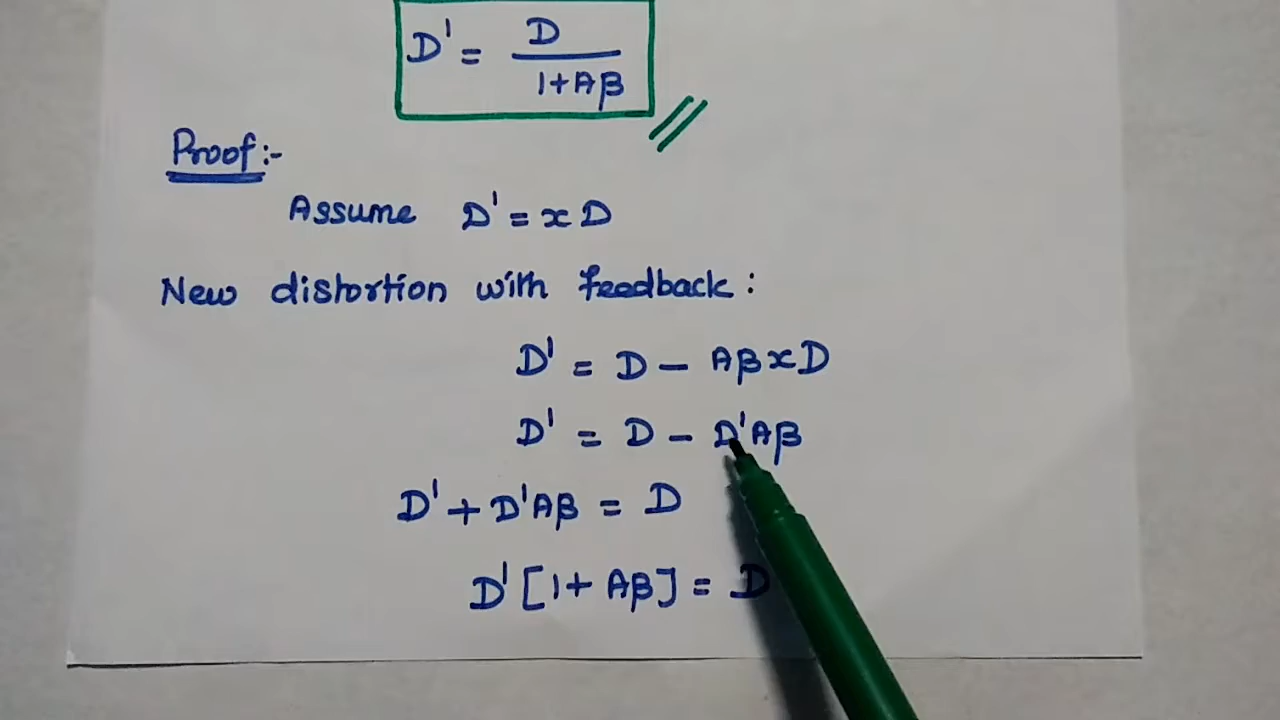 D' = D / 1+Aβ
Proof:-
Assume D' = xD
New distortion with feedback:
D' = D - AβxD
D' = D - D'Aβ
D' + D'Aβ = D
D' [1 + Aβ] = D